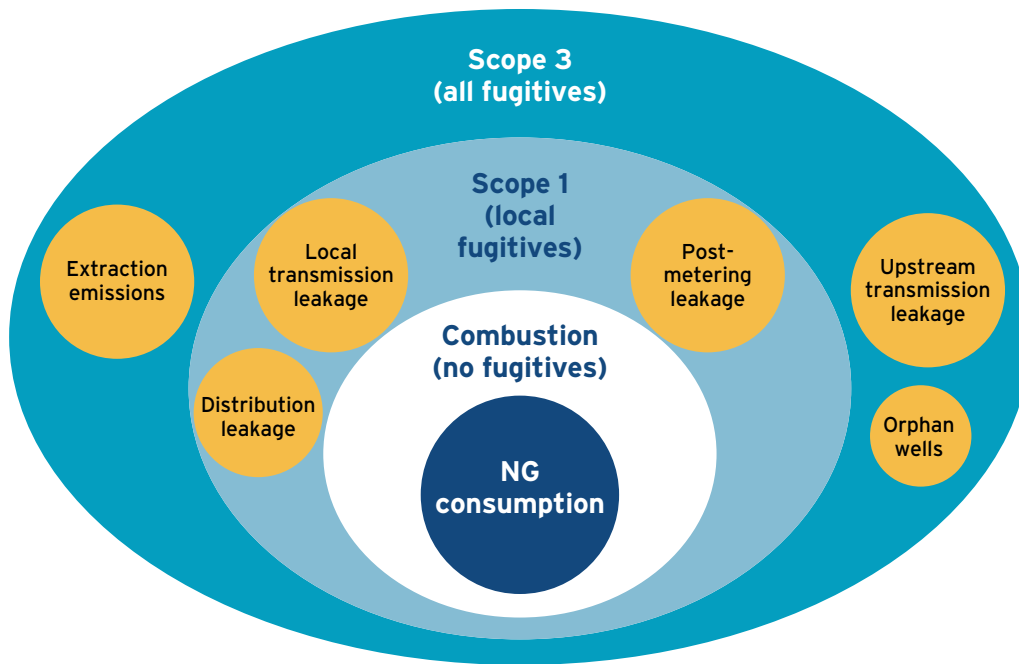 Scope 3
(all fugitives)
Scope 1
(local
fugitives)
Extraction
emissions
Local
transmission
leakage
Post-
metering
leakage
Upstream
transmission
leakage
Combustion
(no fugitives)
Distribution
leakage
Orphan
wells
NG
consumption